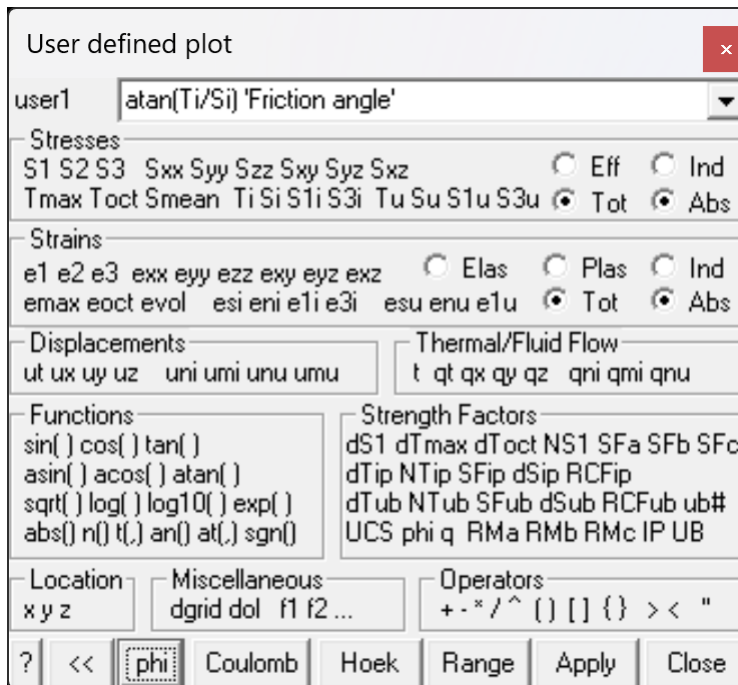 User defined plot
x
user1 atan(Ti/Si) 'Friction angle'
Stresses
S1 S2 S3 Sxx Syy Szz Sxy Syz Sxz Eff Ind
Tmax Toct Smean Ti Si S1i S3i Tu Su S1u S3u Tot Abs
Strains
e1 e2 e3 exx eyy ezz exy eyz exz Elas Plas Ind
emax eoct evol esi eni e1i e3i esu enu e1u Tot Abs
Displacements
ut ux uy uz uni umi unu umu
Thermal/Fluid Flow
t qt qx qy qz qni qmi qnu
Functions
sin( ) cos( ) tan( )
asin( ) acos( ) atan( )
sqrt( ) log( ) log10( ) exp( )
abs() n() t(,) an() at(,) sgn()
Strength Factors
dS1 dTmax dToct NS1 SFa SFb SFc
dTip NTip SFip dSip RCFip
dTub NTub SFub dSub RCFub ub#
UCS phi q RMa RMb RMc IP UB
Location
x y z
Miscellaneous
dgrid dol f1 f2 ...
Operators
+ - * / ^ ( ) [ ] { } > < "
? << phi Coulomb Hoek Range Apply Close